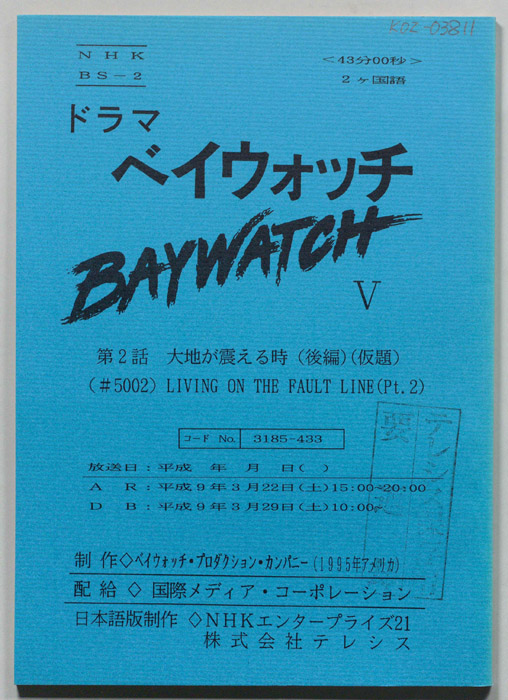 K02-03811
NHK
BS-2
<43分00秒>
2ヶ国語
ドラマ
ベイウォッチ
BAYWATCH
V
第2話 大地が震える時(後編)(仮題)
(#5002) LIVING ON THE FAULT LINE(Pt.2)
コード No. 3185-433
放送日:平成 年 月 日( )
AR:平成9年3月22日(土)15:00~20:00
DB:平成9年3月29日(土)10:00~
制作◇ベイウォッチ・プロダクション・カンパニー(1995年アメリカ)
配給◇国際メディア・コーポレーション
日本語版制作◇NHKエンタープライズ21
株式会社テレシス